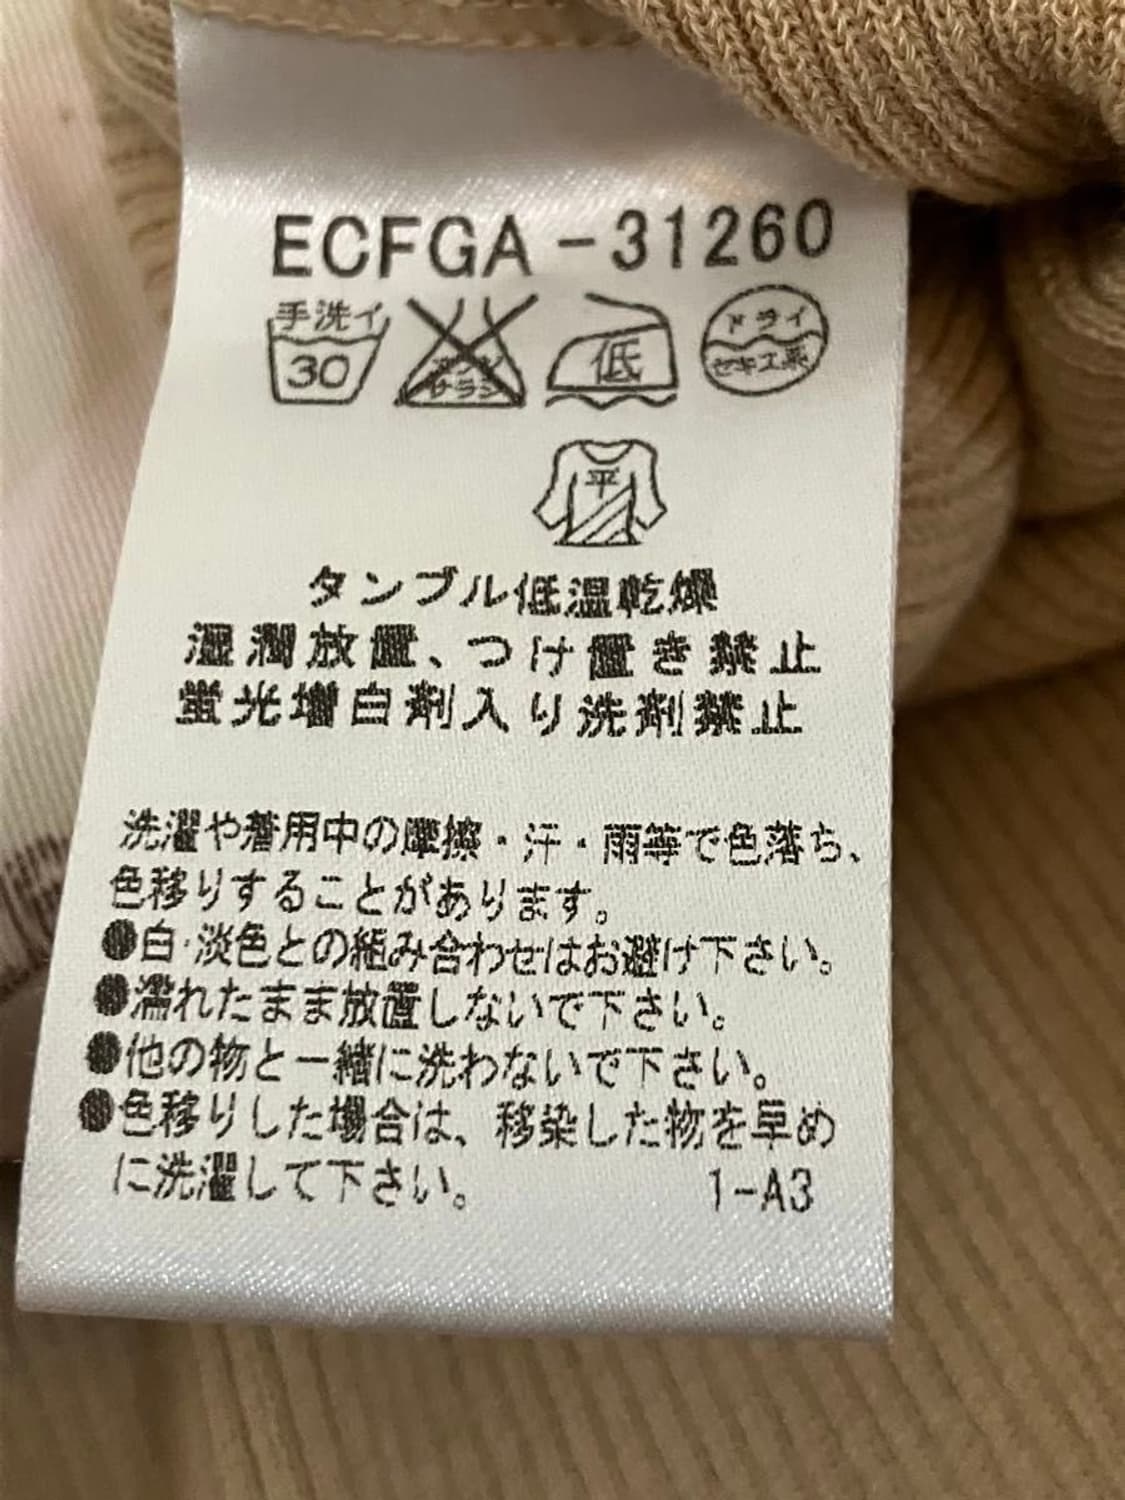 ECFGA-31260
手洗イ ドライ
30 エンソサラシ 低 セキユ系
平
タンブル低温乾燥
湿潤放置、つけ置き禁止
蛍光増白剤入り洗剤禁止
洗濯や着用中の摩擦・汗・雨等で色落ち、
色移りすることがあります。
●白・淡色との組み合わせはお避け下さい。
●濡れたまま放置しないで下さい。
●他の物と一緒に洗わないで下さい。
●色移りした場合は、移染した物を早め
に洗濯して下さい。 1-A3